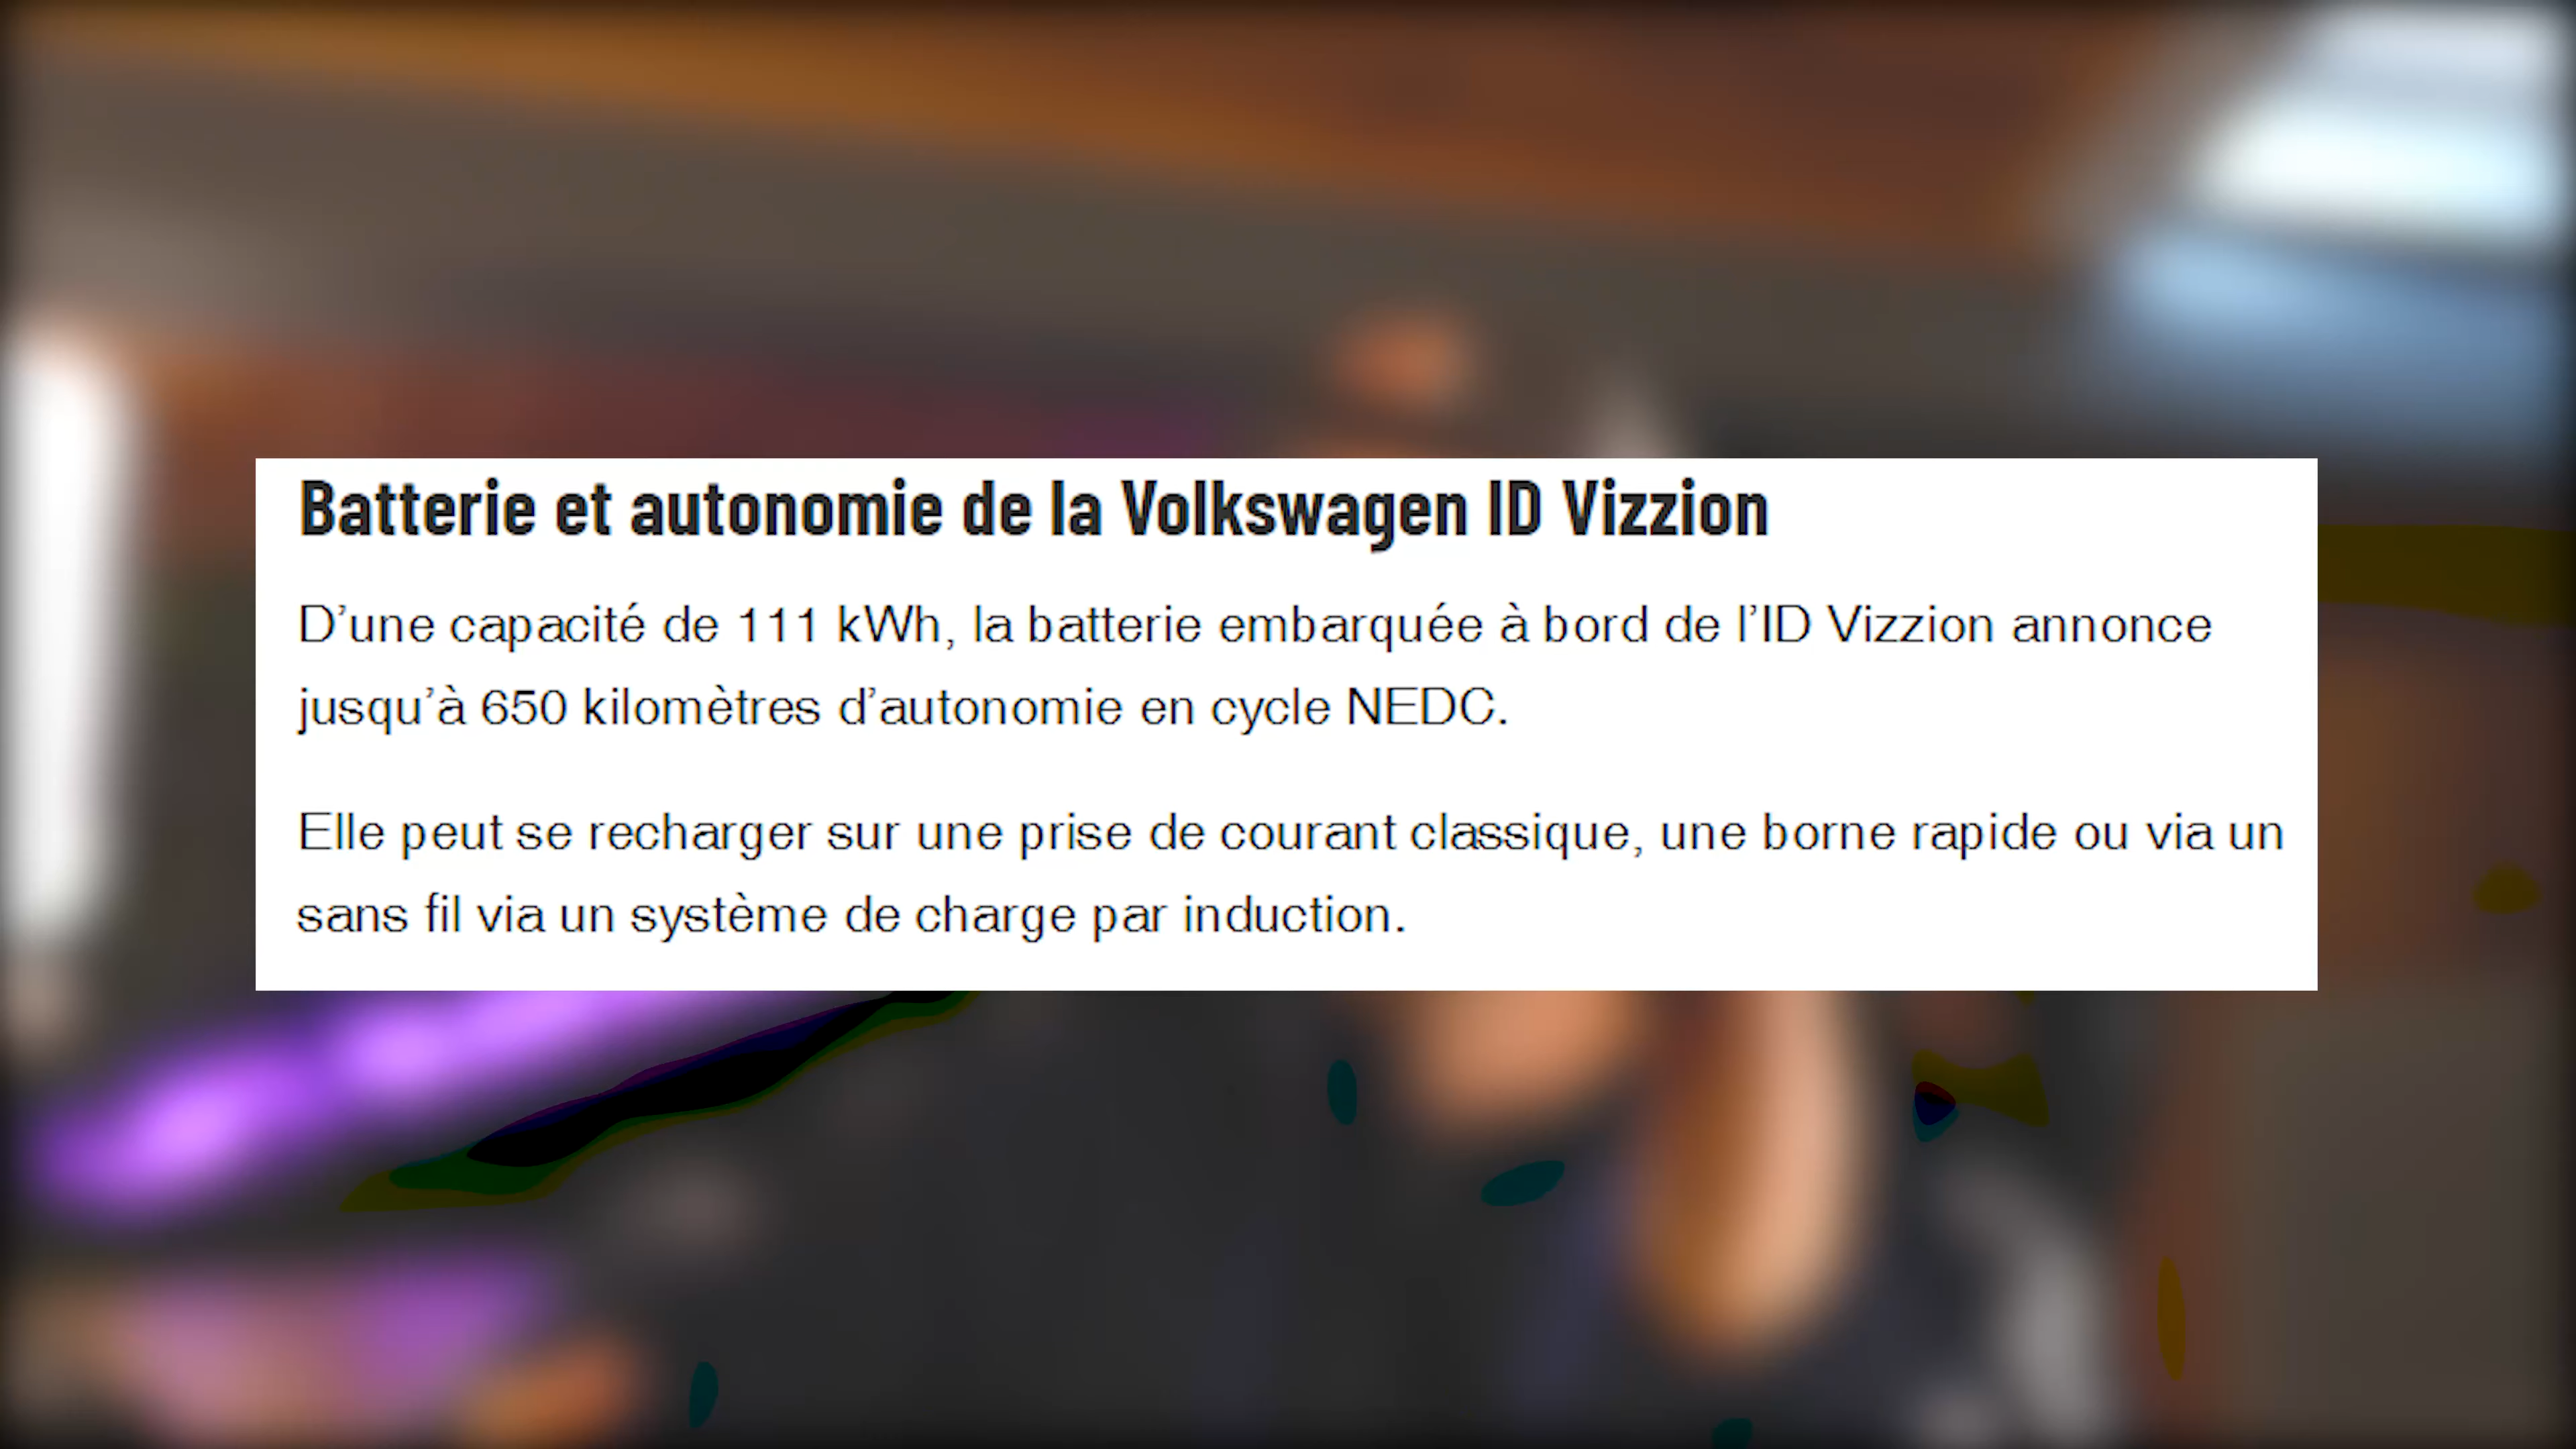 Batterie et autonomie de la Volkswagen ID Vizzion
D’une capacité de 111 kWh, la batterie embarquée à bord de l’ID Vizzion annonce
jusqu’à 650 kilomètres d’autonomie en cycle NEDC.
Elle peut se recharger sur une prise de courant classique, une borne rapide ou via un
sans fil via un système de charge par induction.